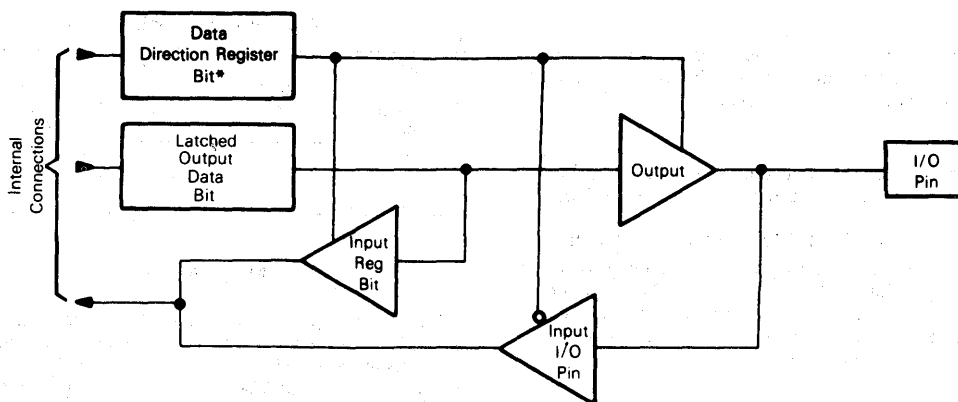 Data
Direction Register
Bit*
Latched
Output
Data
Bit
Internal
Connections
Output
I/O
Pin
Input
Reg
Bit
Input
I/O
Pin